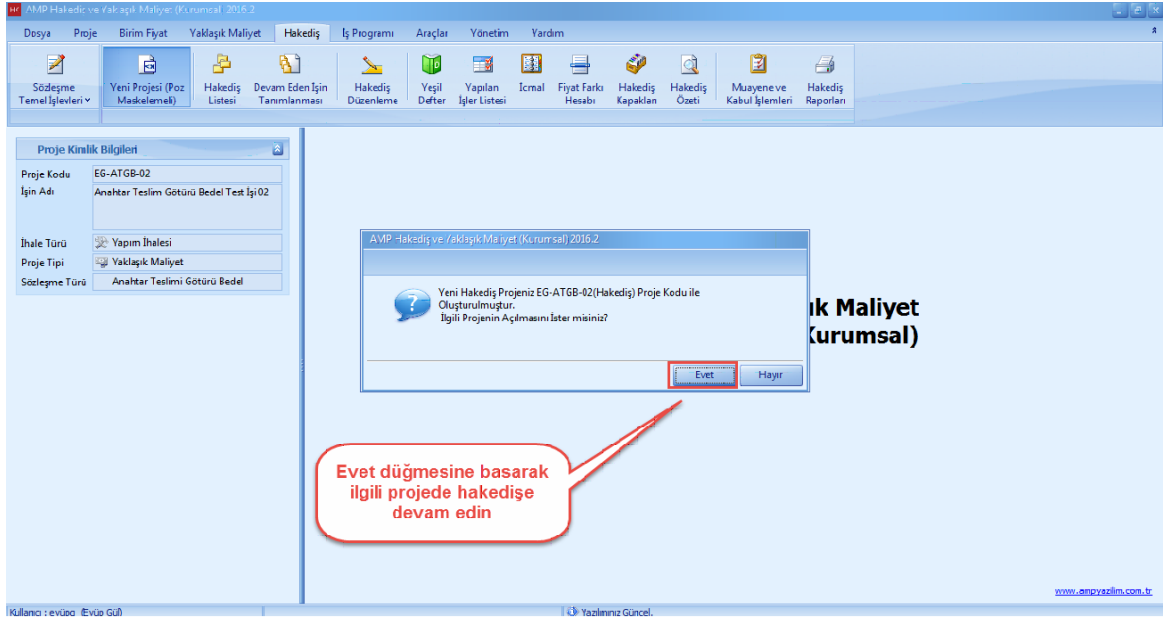 AMP Hakediş ve Yaklaşık Maliyet (Kurumsal) 2016.2
Dosya Proje Birim Fiyat Yaklaşık Maliyet Hakediş İş Programı Araçlar Yönetim Yardım
Sözleşme Temel İşlevleri
Yeni Projesi (Poz Maskelemeli)
Hakediş Listesi
Devam Eden İşin Tanımlanması
Hakediş Düzenleme
Yeşil Defter
Yapılan İşler Listesi
İcmal
Fiyat Farkı Hesabı
Hakediş Kapakları
Hakediş Özeti
Muayene ve Kabul İşlemleri
Hakediş Raporları
Proje Kimlik Bilgileri
Proje Kodu EG-ATGB-02
İşin Adı Anahtar Teslim Götürü Bedel Test İşi 02
İhale Türü Yapım İhalesi
Proje Tipi Yaklaşık Maliyet
Sözleşme Türü Anahtar Teslimi Götürü Bedel
AMP Hakediş ve Yaklaşık Maliyet (Kurumsal) 2016.2
Yeni Hakediş Projeniz EG-ATGB-02(Hakediş) Proje Kodu ile
Oluşturulmuştur.
İlgili Projenin Açılmasını İster misiniz?
Evet Hayır
ık Maliyet
Kurumsal)
Evet düğmesine basarak
ilgili projede hakedişe
devam edin
www.ampyazilim.com.tr
Kullanıcı : eyüpg (Eyüp Gül) Yazılımınız Güncel.